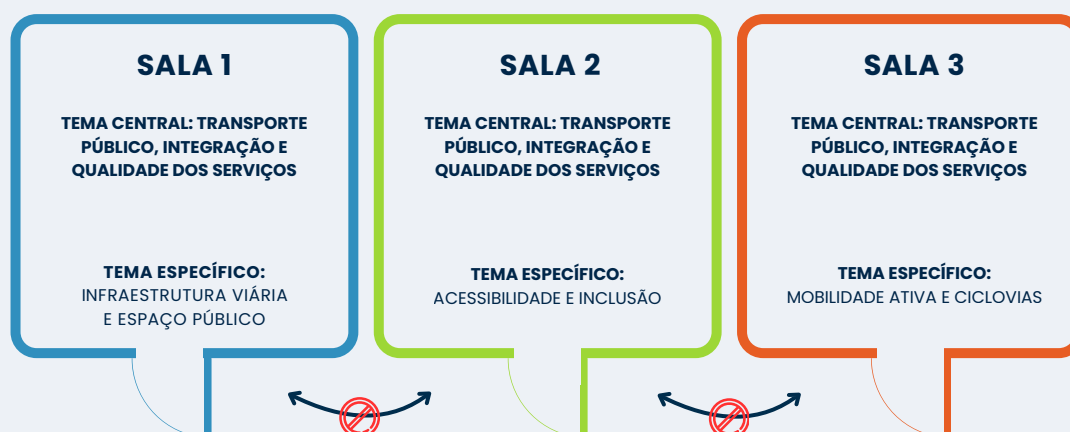 SALA 1
TEMA CENTRAL: TRANSPORTE
PÚBLICO, INTEGRAÇÃO E
QUALIDADE DOS SERVIÇOS
TEMA ESPECÍFICO:
INFRAESTRUTURA VIÁRIA
E ESPAÇO PÚBLICO
SALA 2
TEMA CENTRAL: TRANSPORTE
PÚBLICO, INTEGRAÇÃO E
QUALIDADE DOS SERVIÇOS
TEMA ESPECÍFICO:
ACESSIBILIDADE E INCLUSÃO
SALA 3
TEMA CENTRAL: TRANSPORTE
PÚBLICO, INTEGRAÇÃO E
QUALIDADE DOS SERVIÇOS
TEMA ESPECÍFICO:
MOBILIDADE ATIVA E CICLOVIAS